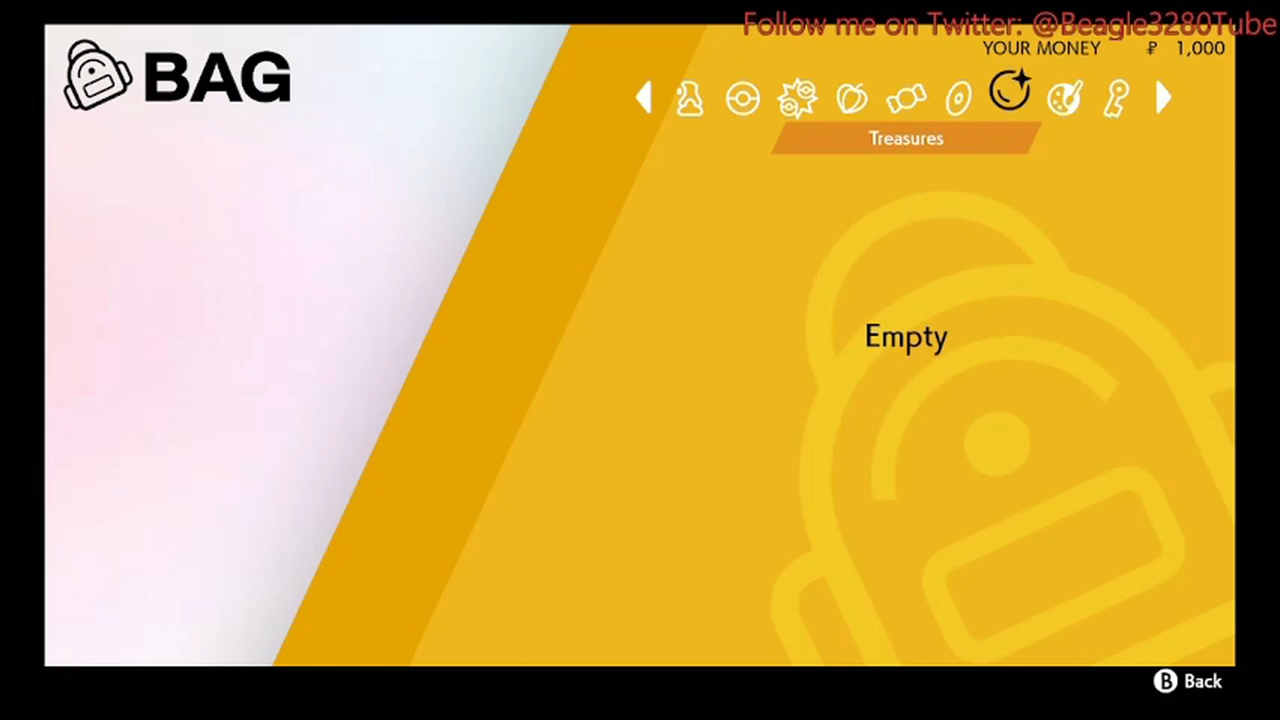 Follow me on Twitter: @Beagle3280Tube
BAG
YOUR MONEY ₽ 1,000
Treasures
Empty
B Back